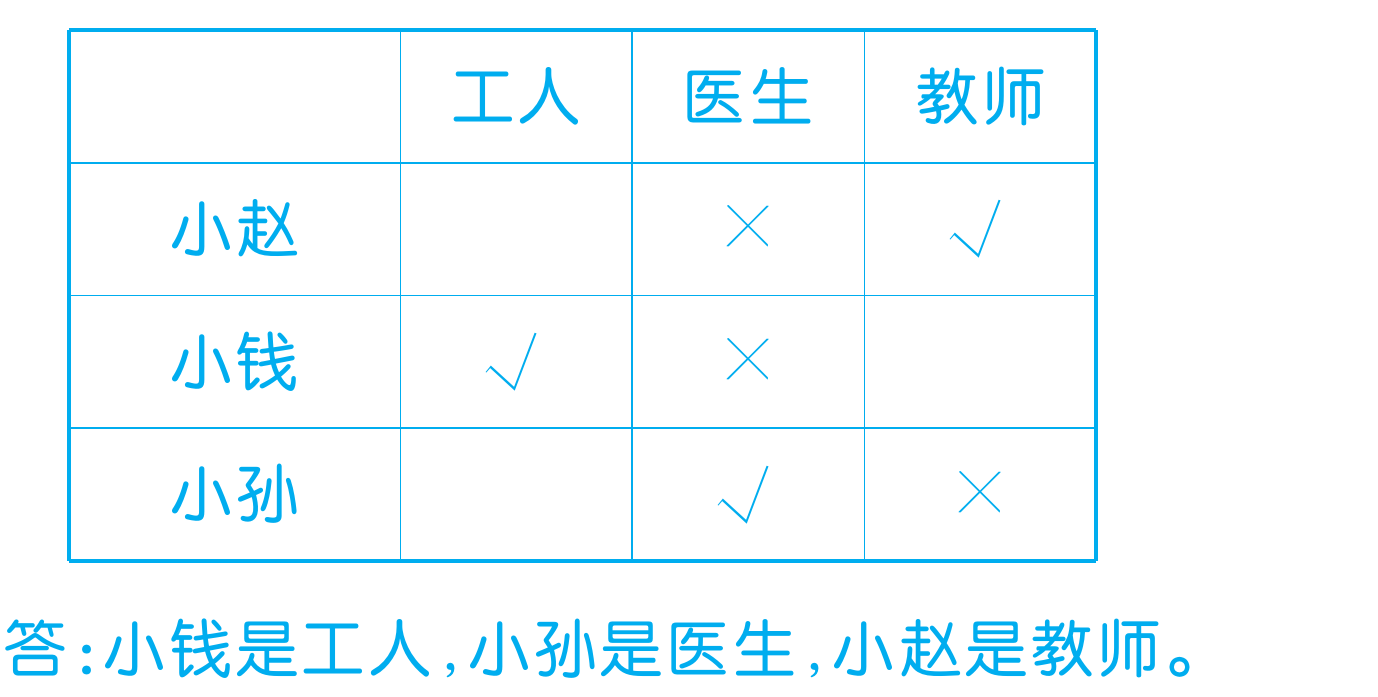 工人 医生 教师
小赵 × √
小钱 √ ×
小孙 √ ×
答:小钱是工人,小孙是医生,小赵是教师。